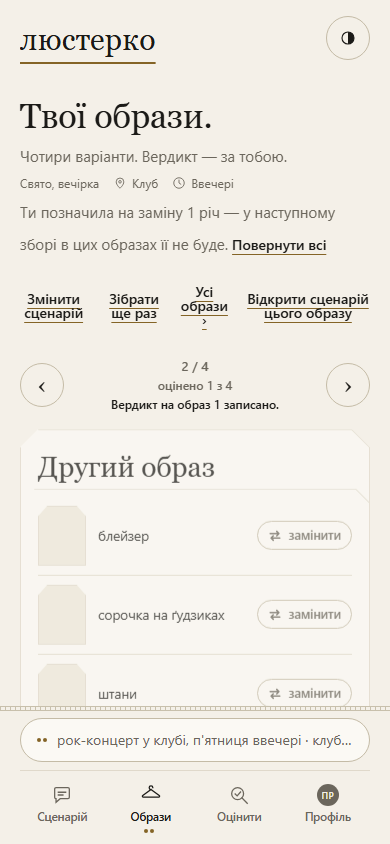 люстерко
Твої образи.
Чотири варіанти. Вердикт — за тобою.
Свято, вечірка Клуб Ввечері
Ти позначила на заміну 1 річ — у наступному
зборі в цих образах її не буде. Повернути всі
Змінити сценарій
Зібрати ще раз
Усі образи ›
Відкрити сценарій цього образу
‹
2 / 4
оцінено 1 з 4
Вердикт на образ 1 записано.
›
Другий образ
блейзер замінити
сорочка на ґудзиках замінити
штани замінити
рок-концерт у клубі, п'ятниця ввечері · клуб...
Сценарій Образи Оцінити ПР Профіль